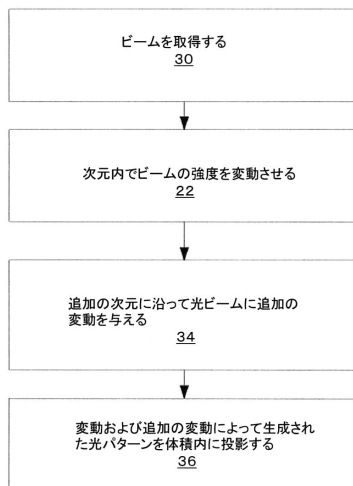 ビームを取得する
30
次元内でビームの強度を変動させる
22
追加の次元に沿って光ビームに追加の
変動を与える
34
変動および追加の変動によって生成され
た光パターンを体積内に投影する
36